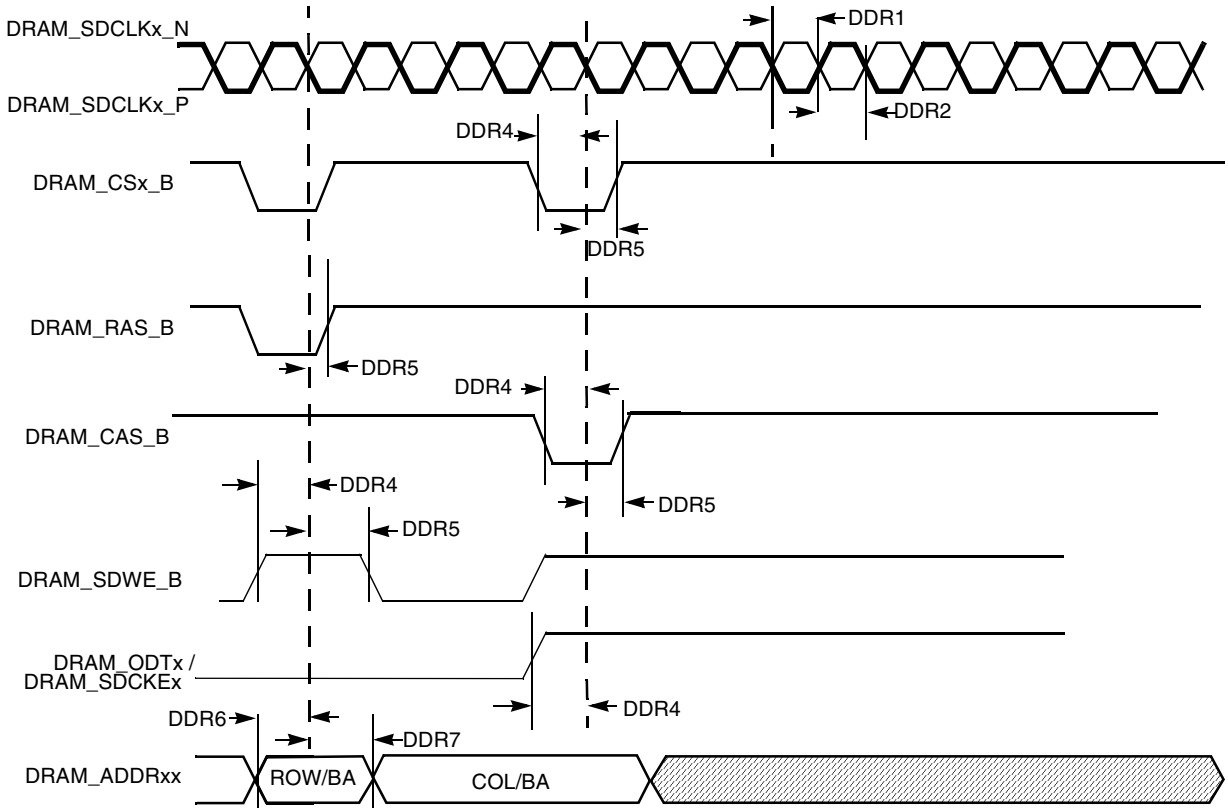 DRAM_SDCLKx_N
DDR1
DRAM_SDCLKx_P
DDR2
DDR4
DRAM_CSx_B
DDR5
DRAM_RAS_B
DDR5
DDR4
DRAM_CAS_B
DDR4
DDR5
DDR5
DRAM_SDWE_B
DRAM_ODTx /
DRAM_SDCKEx
DDR4
DDR6
DDR7
DRAM_ADDRxx
ROW/BA
COL/BA